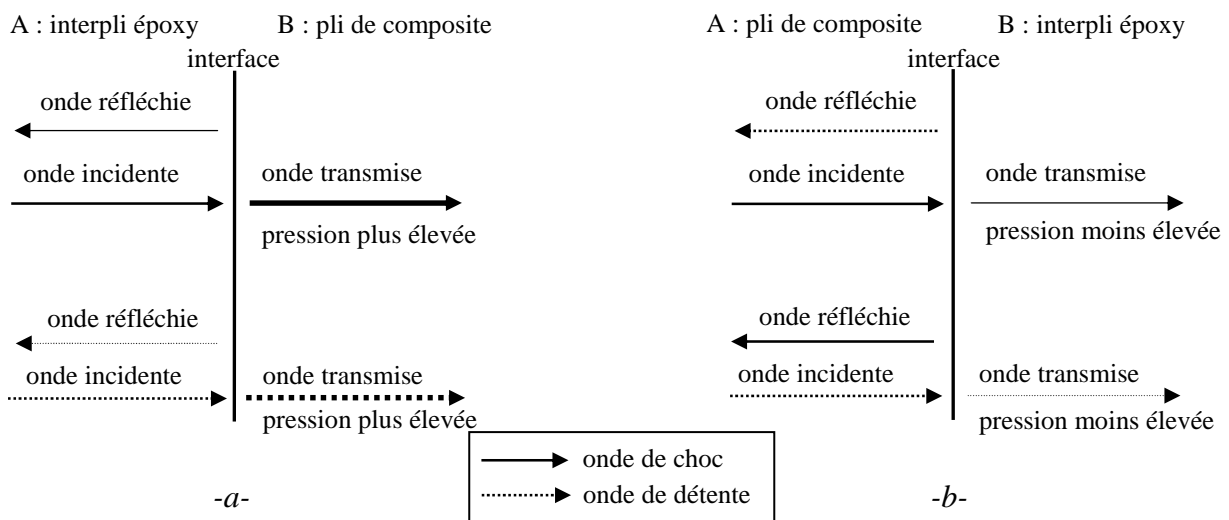 A : interpli époxy
B : pli de composite
interface
onde réfléchie
onde incidente
onde transmise
pression plus élevée
onde réfléchie
onde incidente
onde transmise
pression plus élevée
-a-
A : pli de composite
B : interpli époxy
interface
onde réfléchie
onde incidente
onde transmise
pression moins élevée
onde réfléchie
onde incidente
onde transmise
pression moins élevée
-b-
onde de choc
onde de détente